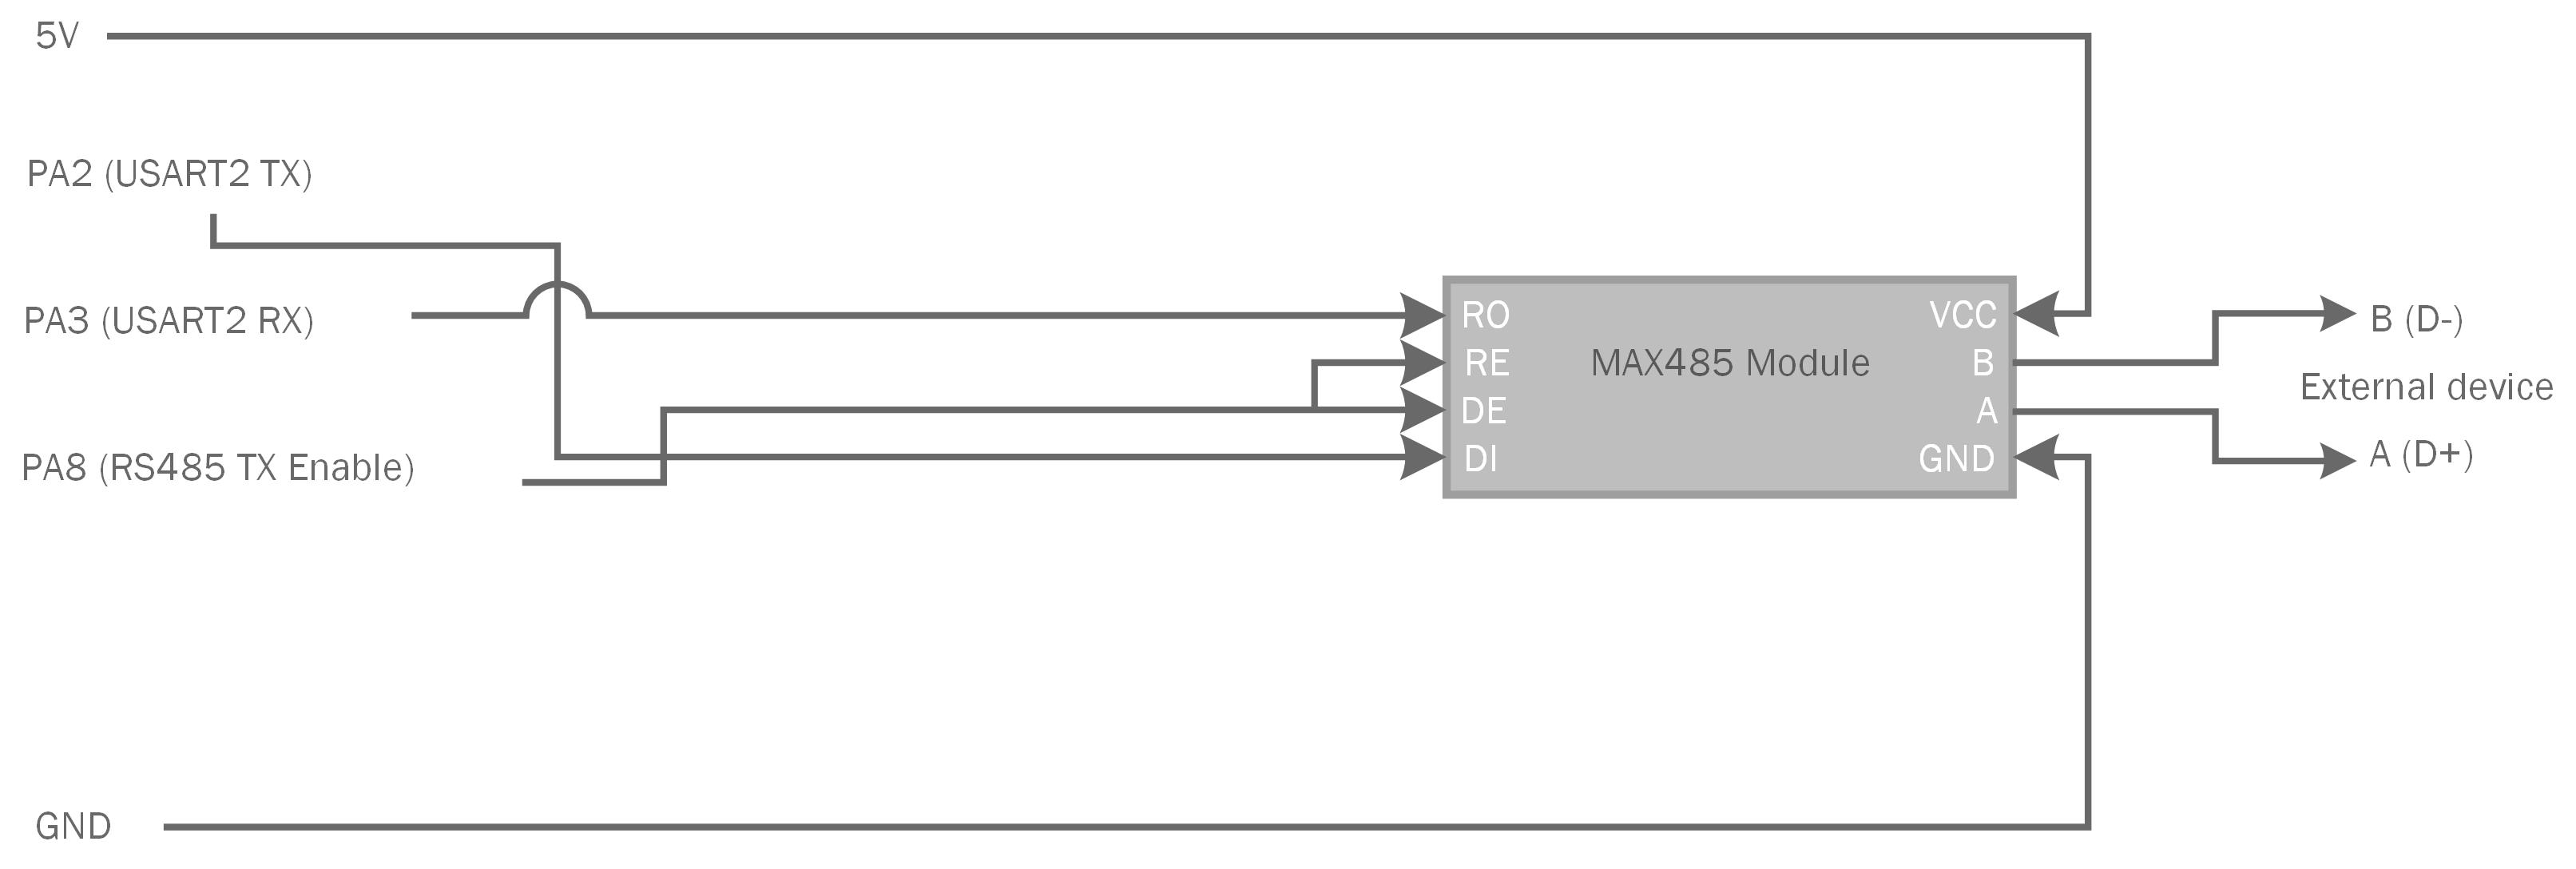 5V
PA2 (USART2 TX)
PA3 (USART2 RX)
PA8 (RS485 TX Enable)
GND
RO
RE
DE
DI
MAX485 Module
VCC
B
A
GND
B (D-)
External device
A (D+)